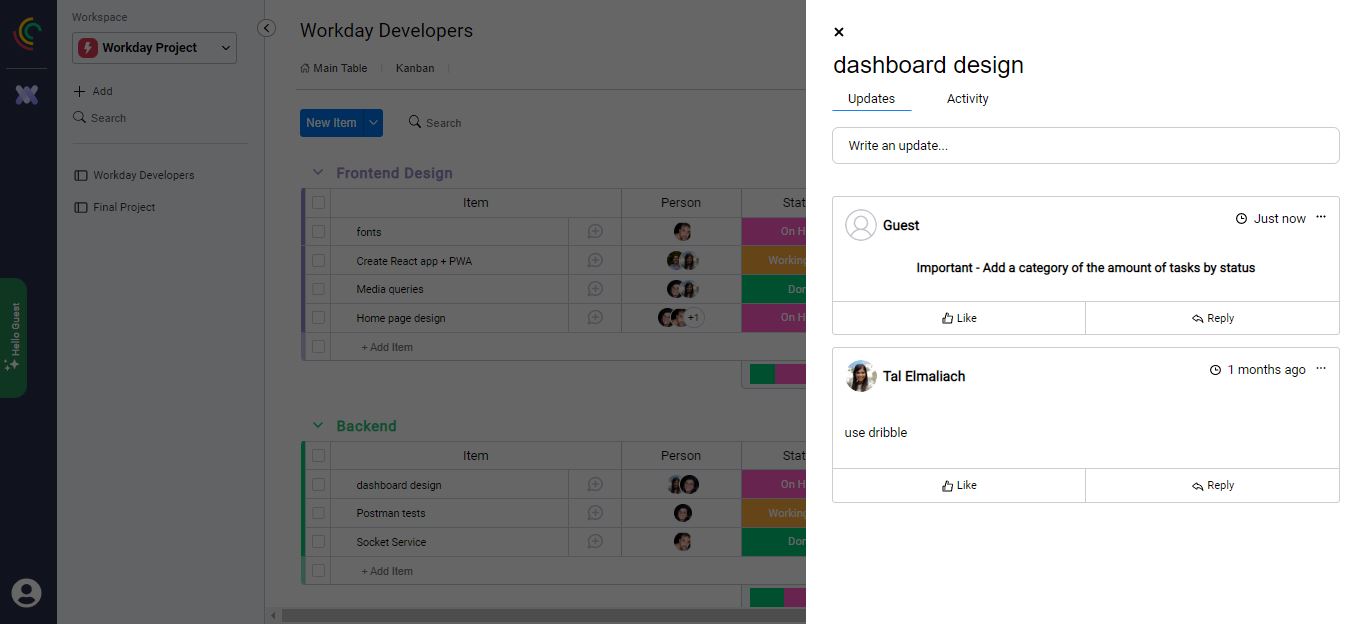 Workspace
Workday Project
Add
Search
Workday Developers
Final Project
Hello Guest
Workday Developers
Main Table
Kanban
New Item
Search
Frontend Design
Item Person
fonts On H
Create React app + PWA Working
Media queries
Home page design +1 On H
+ Add Item
Backend
Item Person
dashboard design On H
Postman tests Working
Socket Service
+ Add Item
dashboard design
Updates Activity
Write an update...
Guest Just now ...
Important - Add a category of the amount of tasks by status
Like Reply
Tal Elmaliach 1 months ago ...
use dribble
Like Reply